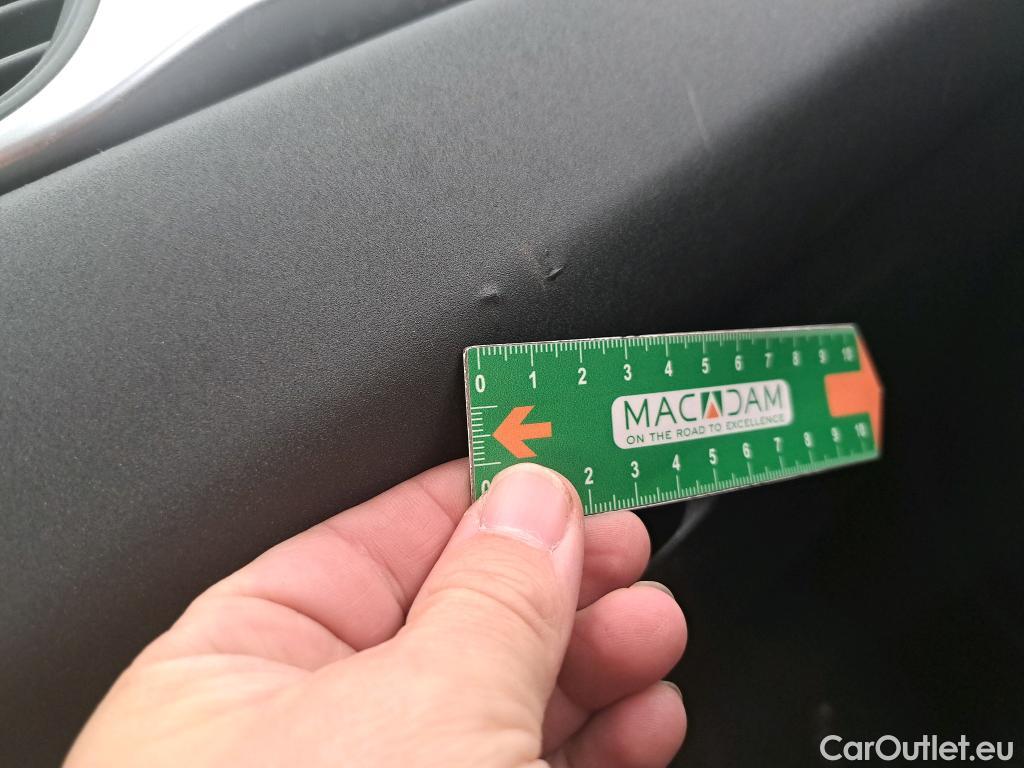 0 1 2 3 4 5 6 7 8 9 10
MACADAM
ON THE ROAD TO EXCELLENCE
0 2 3 4 5 6 7 8 9 10
CarOutlet.eu